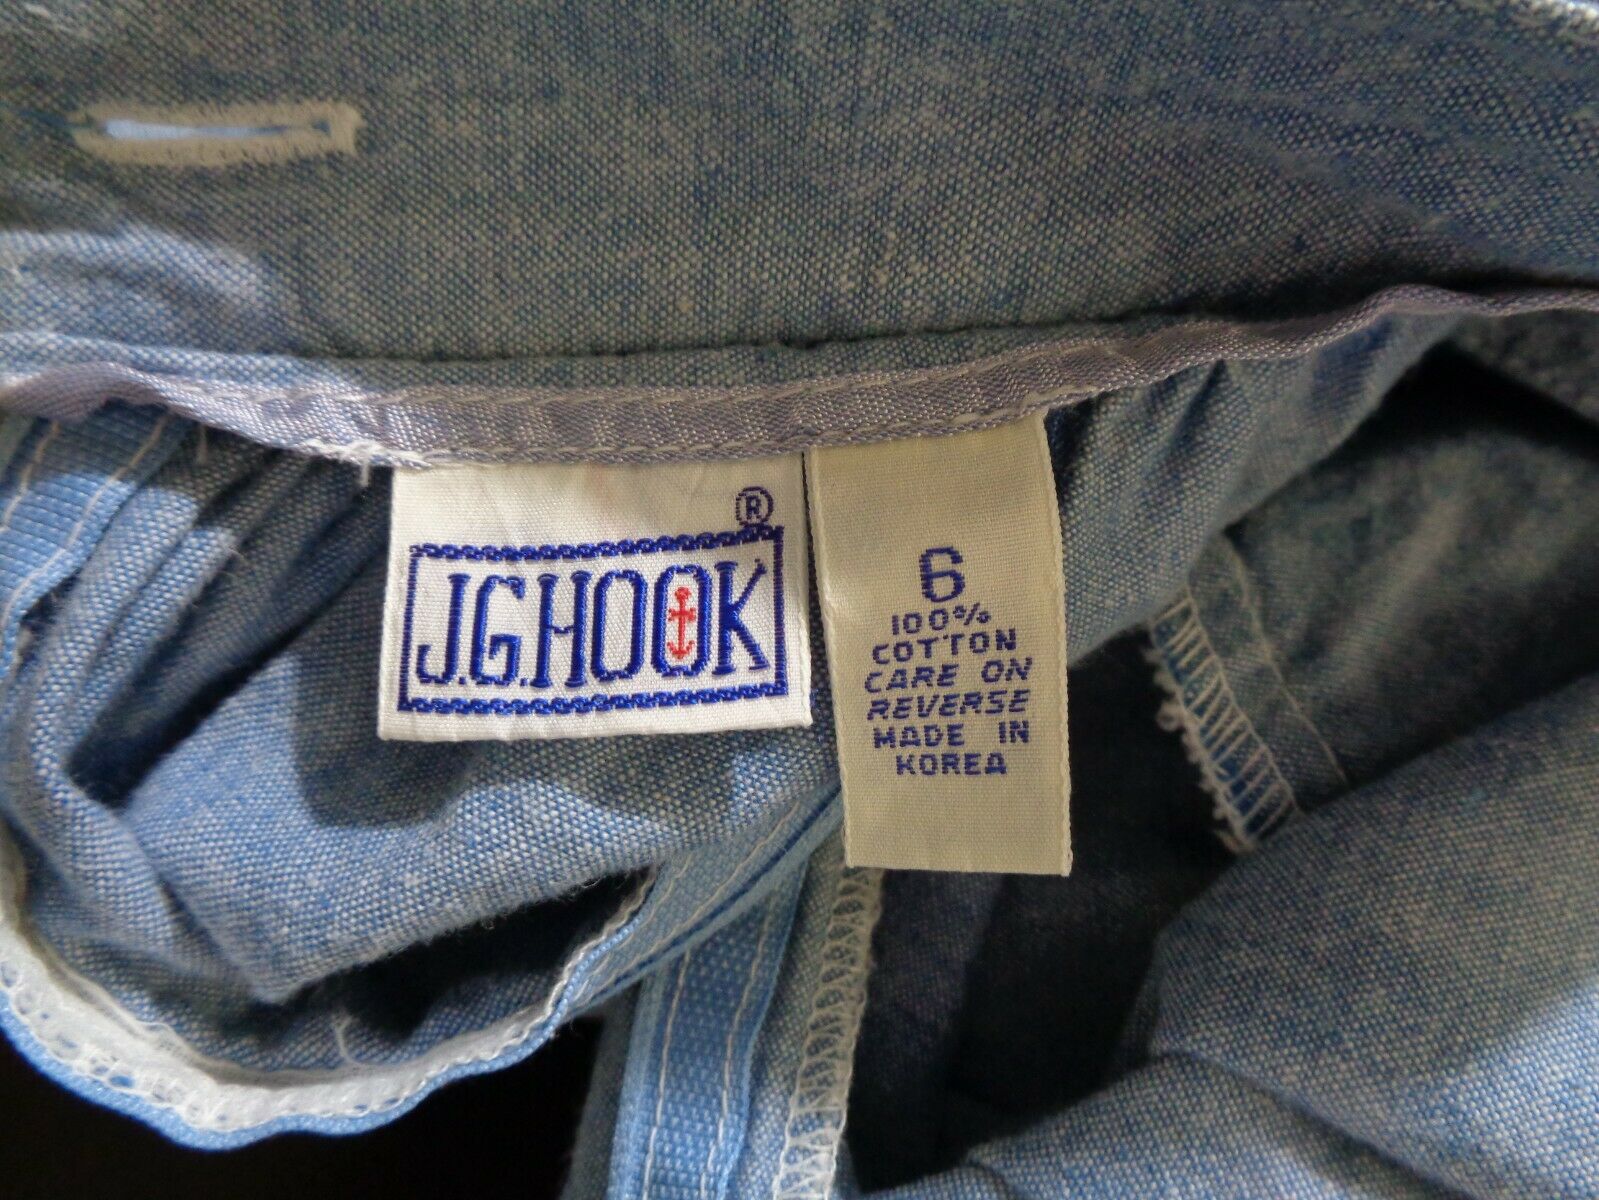 J.G.HOOK ®
6
100%
COTTON
CARE ON
REVERSE
MADE IN
KOREA